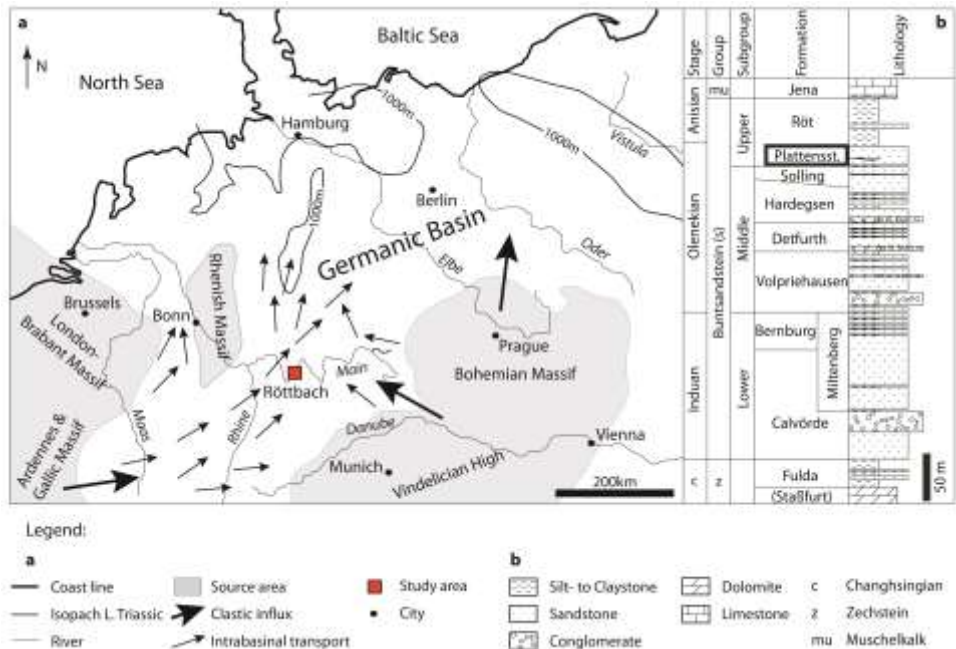 a
N
North Sea
Baltic Sea
Hamburg
1000m
1000m
Vistula
Berlin
1000m
Germanic Basin
Oder
Elbe
Brussels
London-
Brabant Massif
Bonn
Rhenish Massif
Prague
Bohemian Massif
Röttbach
Main
Ardennes &
Gallic Massif
Maas
Rhine
Danube
Munich
Vindelician High
Vienna
200km
b
Stage
Group
Subgroup
Formation
Lithology
Anisian
Olenekian
Induan
c
mu
Buntsandstein (s)
z
Upper
Middle
Lower
Jena
Röt
Plattensst.
Solling
Hardegsen
Detfurth
Volpriehausen
Bernburg
Miltenberg
Calvörde
Fulda
(Staßfurt)
50 m
Legend:
a
Coast line
Isopach L. Triassic
River
Source area
Clastic influx
Intrabasinal transport
Study area
City
b
Silt- to Claystone
Sandstone
Conglomerate
Dolomite
Limestone
c Changhsingian
z Zechstein
mu Muschelkalk